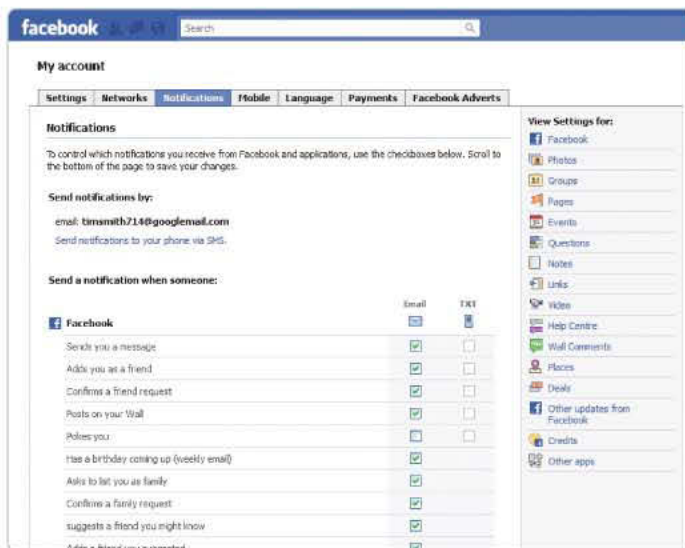 facebook
Search
My account
Settings Networks Notifications Mobile Language Payments Facebook Adverts
Notifications
To control which notifications you receive from Facebook and applications, use the checkboxes below. Scroll to
the bottom of the page to save your changes.
Send notifications by:
email: timsmith714@googlemail.com
Send notifications to your phone via SMS.
Send a notification when someone:
Email TXT
Facebook
Sends you a message
Adds you as a friend
Confirms a friend request
Posts on your Wall
Pokes you
Has a birthday coming up (weekly email)
Asks to list you as family
Confirms a family request
suggests a friend you might know
Adds a friend you suggested
View Settings for:
Facebook
Photos
Groups
Pages
Events
Questions
Notes
Links
Video
Help Centre
Wall Comments
Places
Deals
Other updates from
Facebook
Credits
Other apps